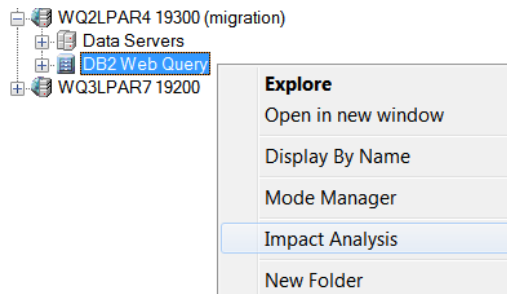 WQ2LPAR4 19300 (migration)
Data Servers
DB2 Web Query
WQ3LPAR7 19200
Explore
Open in new window
Display By Name
Mode Manager
Impact Analysis
New Folder